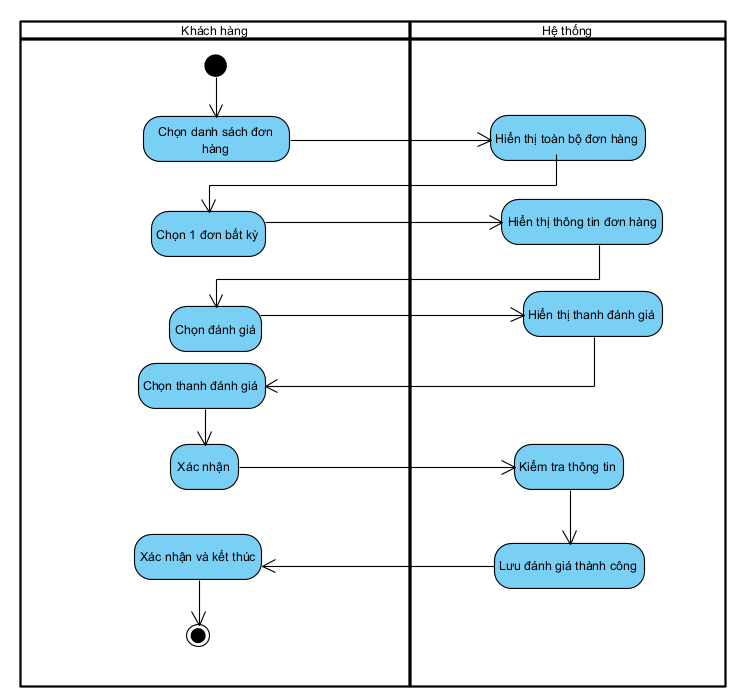 Khách hàng
Hệ thống
Chọn danh sách đơn
hàng
Hiển thị toàn bộ đơn hàng
Chọn 1 đơn bất kỳ
Hiển thị thông tin đơn hàng
Chọn đánh giá
Hiển thị thanh đánh giá
Chọn thanh đánh giá
Xác nhận
Kiểm tra thông tin
Xác nhận và kết thúc
Lưu đánh giá thành công